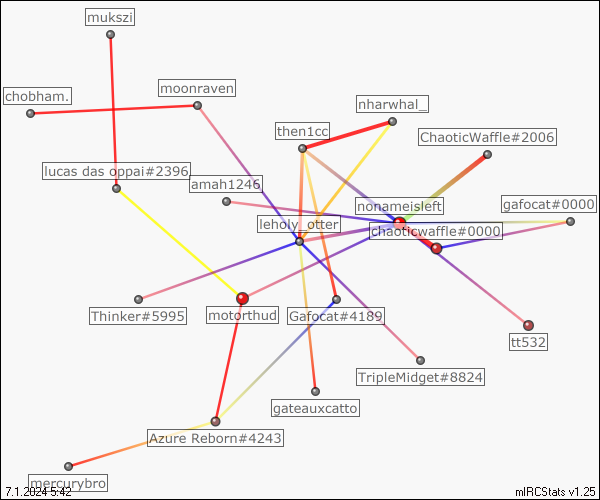 mukszi
moonraven
chobham.
nharwhal_
then1cc
ChaoticWaffle#2006
lucas das oppai#2396
amah1246
nonameisleft
gafocat#0000
leholy_otter
chaoticwaffle#0000
Thinker#5995
motorthud
Gafocat#4189
tt532
TripleMidget#8824
gateauxcatto
Azure Reborn#4243
mercurybro
7.1.2024 5:42
mIRCStats v1.25